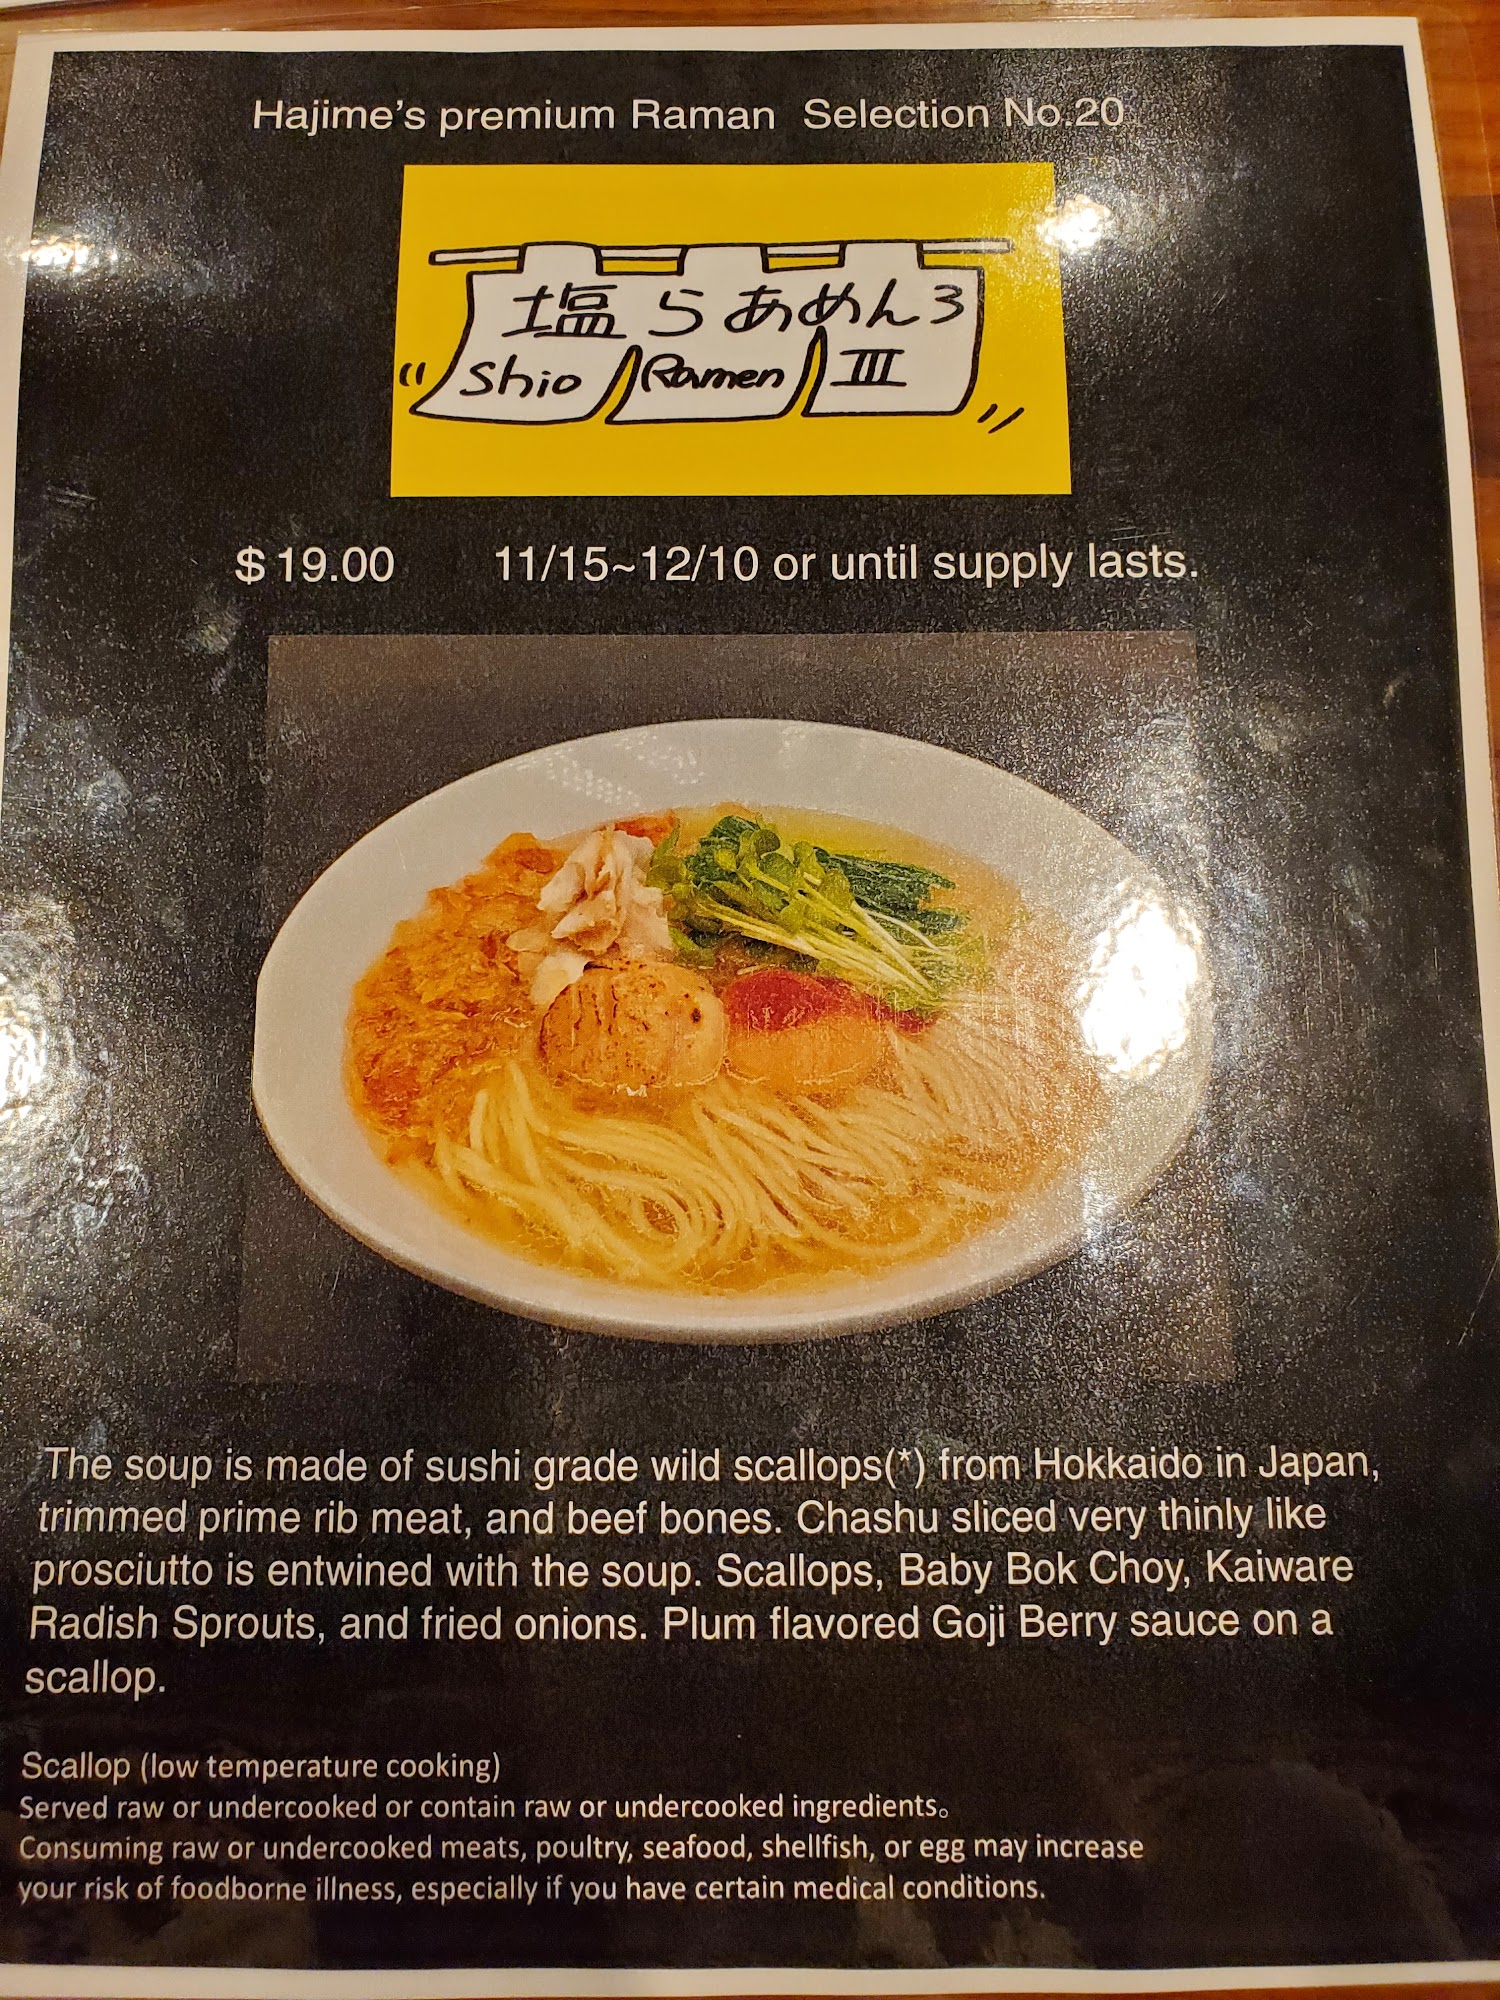 Hajime's premium Raman Selection No.20
塩らあめん3
Shio Ramen III
$19.00 11/15~12/10 or until supply lasts.
The soup is made of sushi grade wild scallops(*) from Hokkaido in Japan,
trimmed prime rib meat, and beef bones. Chashu sliced very thinly like
prosciutto is entwined with the soup. Scallops, Baby Bok Choy, Kaiware
Radish Sprouts, and fried onions. Plum flavored Goji Berry sauce on a
scallop.
Scallop (low temperature cooking)
Served raw or undercooked or contain raw or undercooked ingredients。
Consuming raw or undercooked meats, poultry, seafood, shellfish, or egg may increase
your risk of foodborne illness, especially if you have certain medical conditions.